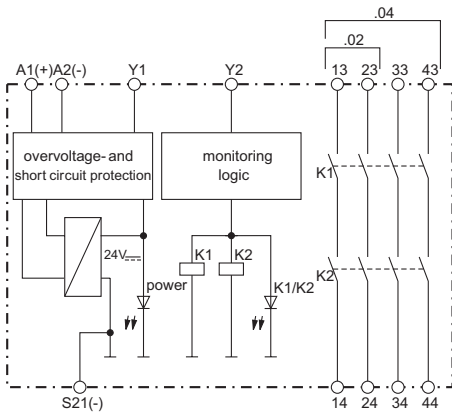 .04
.02
A1(+) A2(-) Y1 Y2 13 23 33 43
overvoltage- and
short circuit protection
monitoring
logic
K1
24V
K1 K2
K2
power
K1/K2
S21(-) 14 24 34 44